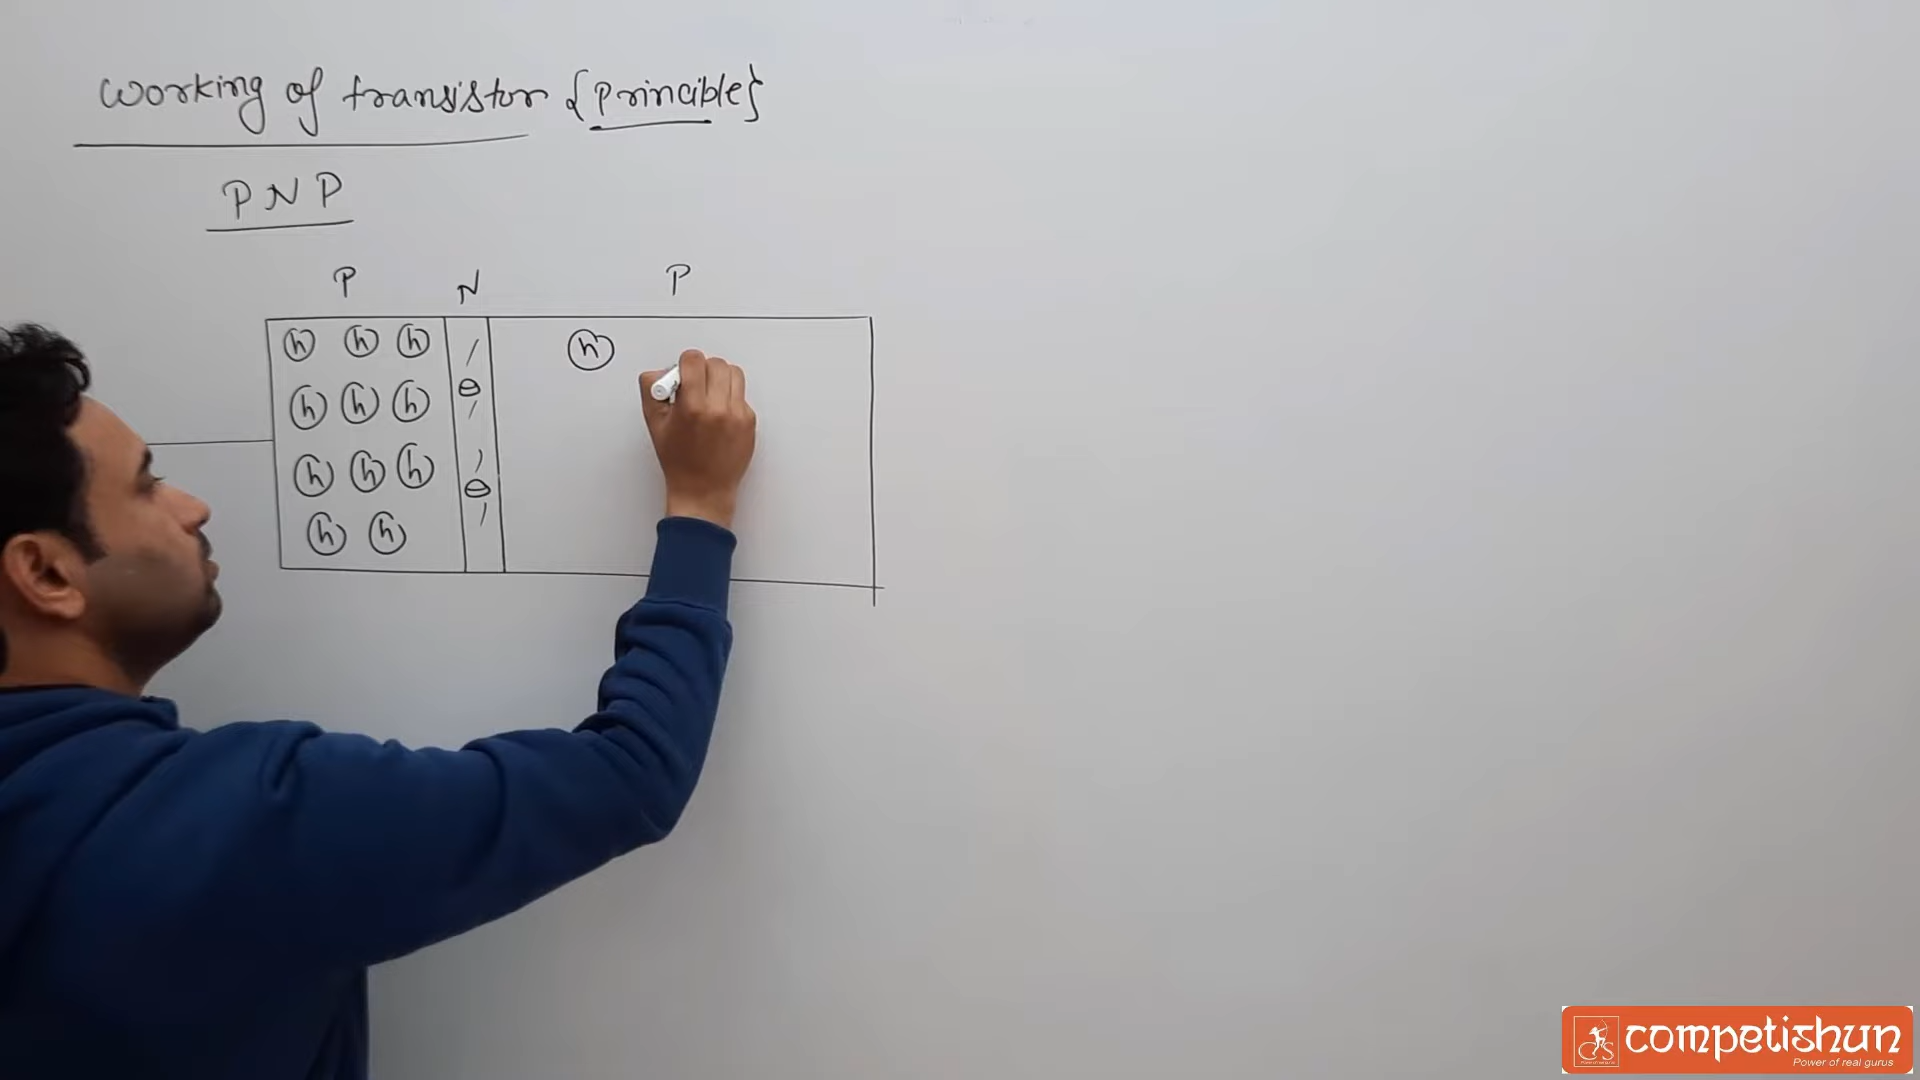 Working of transistor {Principle}
PNP
P N P
h h h h
h h h
h h h
h h
competishun
Power of real gurus